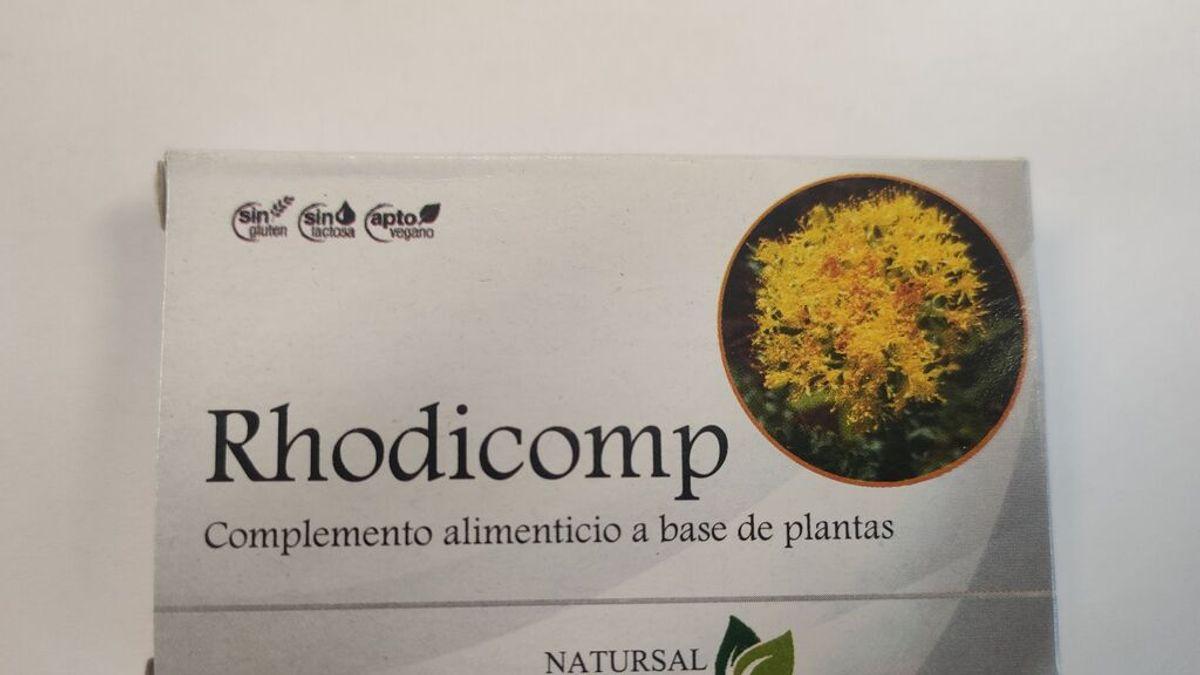 sin gluten
sin lactosa
apto vegano
Rhodicomp
Complemento alimenticio a base de plantas
NATURSAL